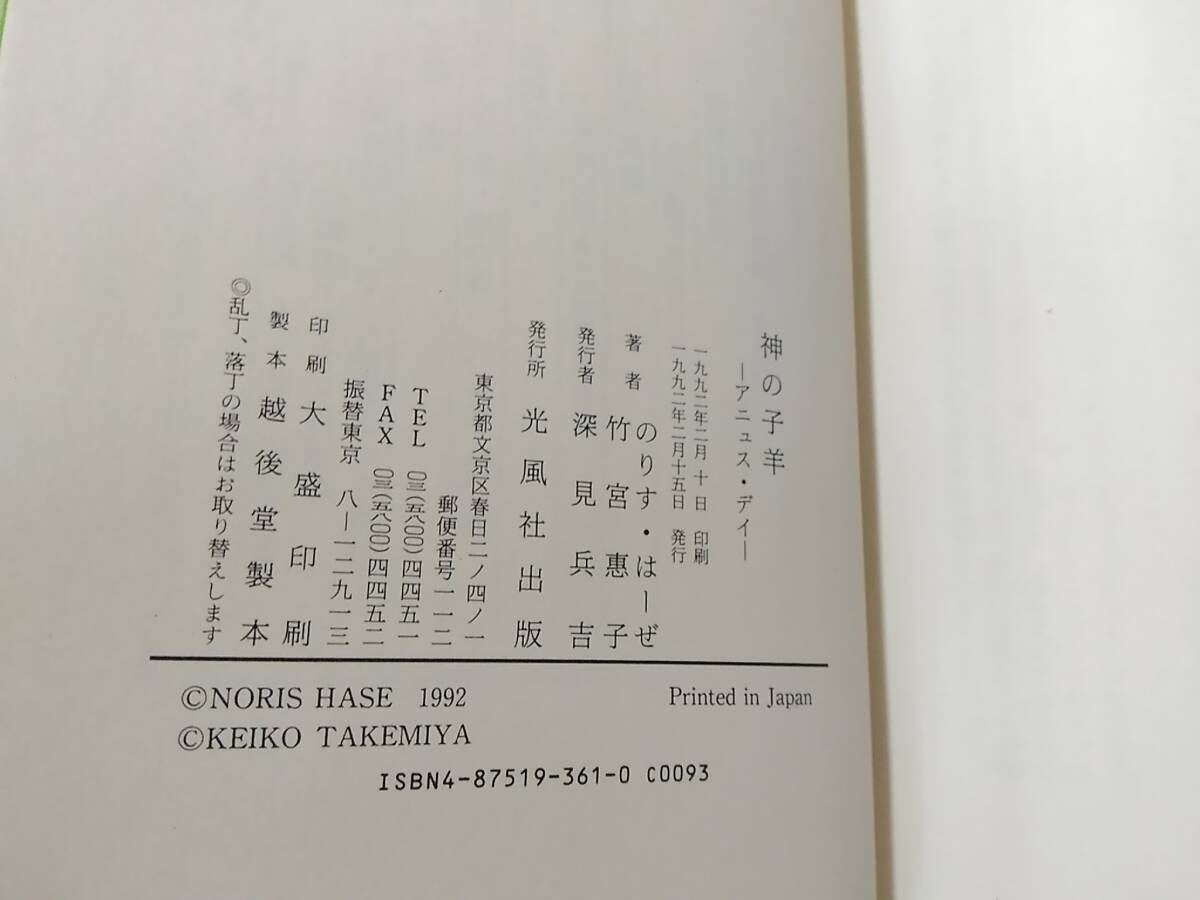 神の子羊
―アニュス・デイ―
一九九二年二月十日 印刷
一九九二年二月十五日 発行
著者 のりす・はーぜ
竹宮惠子
発行者 深見兵吉
発行所 光風社出版
東京都文京区春日二ノ四ノ一
郵便番号一一二
TEL 〇三(五八〇〇)四四五一
FAX 〇三(五八〇〇)四四五二
振替東京 八―一二九一三
印刷 大盛印刷
製本 越後堂製本
◎乱丁、落丁の場合はお取り替えします
©NORIS HASE 1992
Printed in Japan
©KEIKO TAKEMIYA
ISBN4-87519-361-0 C0093